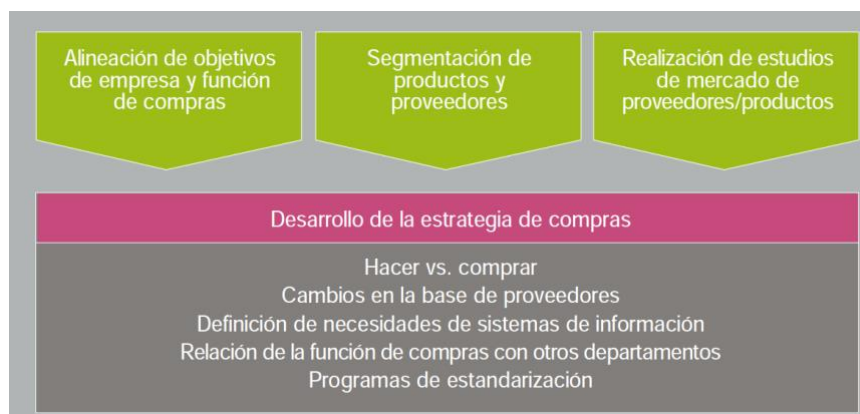 Alineación de objetivos
de empresa y función
de compras
Segmentación de
productos y
proveedores
Realización de estudios
de mercado de
proveedores/productos
Desarrollo de la estrategia de compras
Hacer vs. comprar
Cambios en la base de proveedores
Definición de necesidades de sistemas de información
Relación de la función de compras con otros departamentos
Programas de estandarización